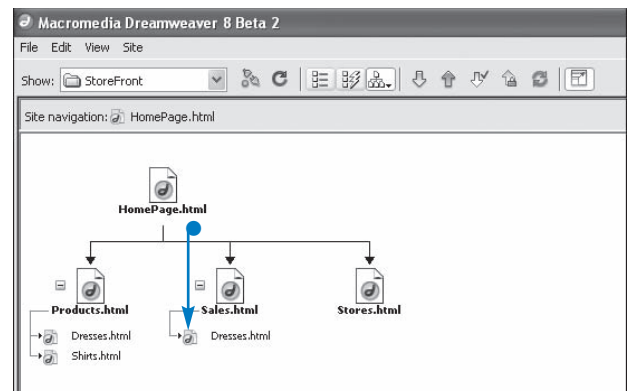 Macromedia Dreamweaver 8 Beta 2
File Edit View Site
Show: StoreFront
Site navigation: HomePage.html
HomePage.html
Products.html Sales.html Stores.html
Dresses.html Dresses.html
Shirts.html